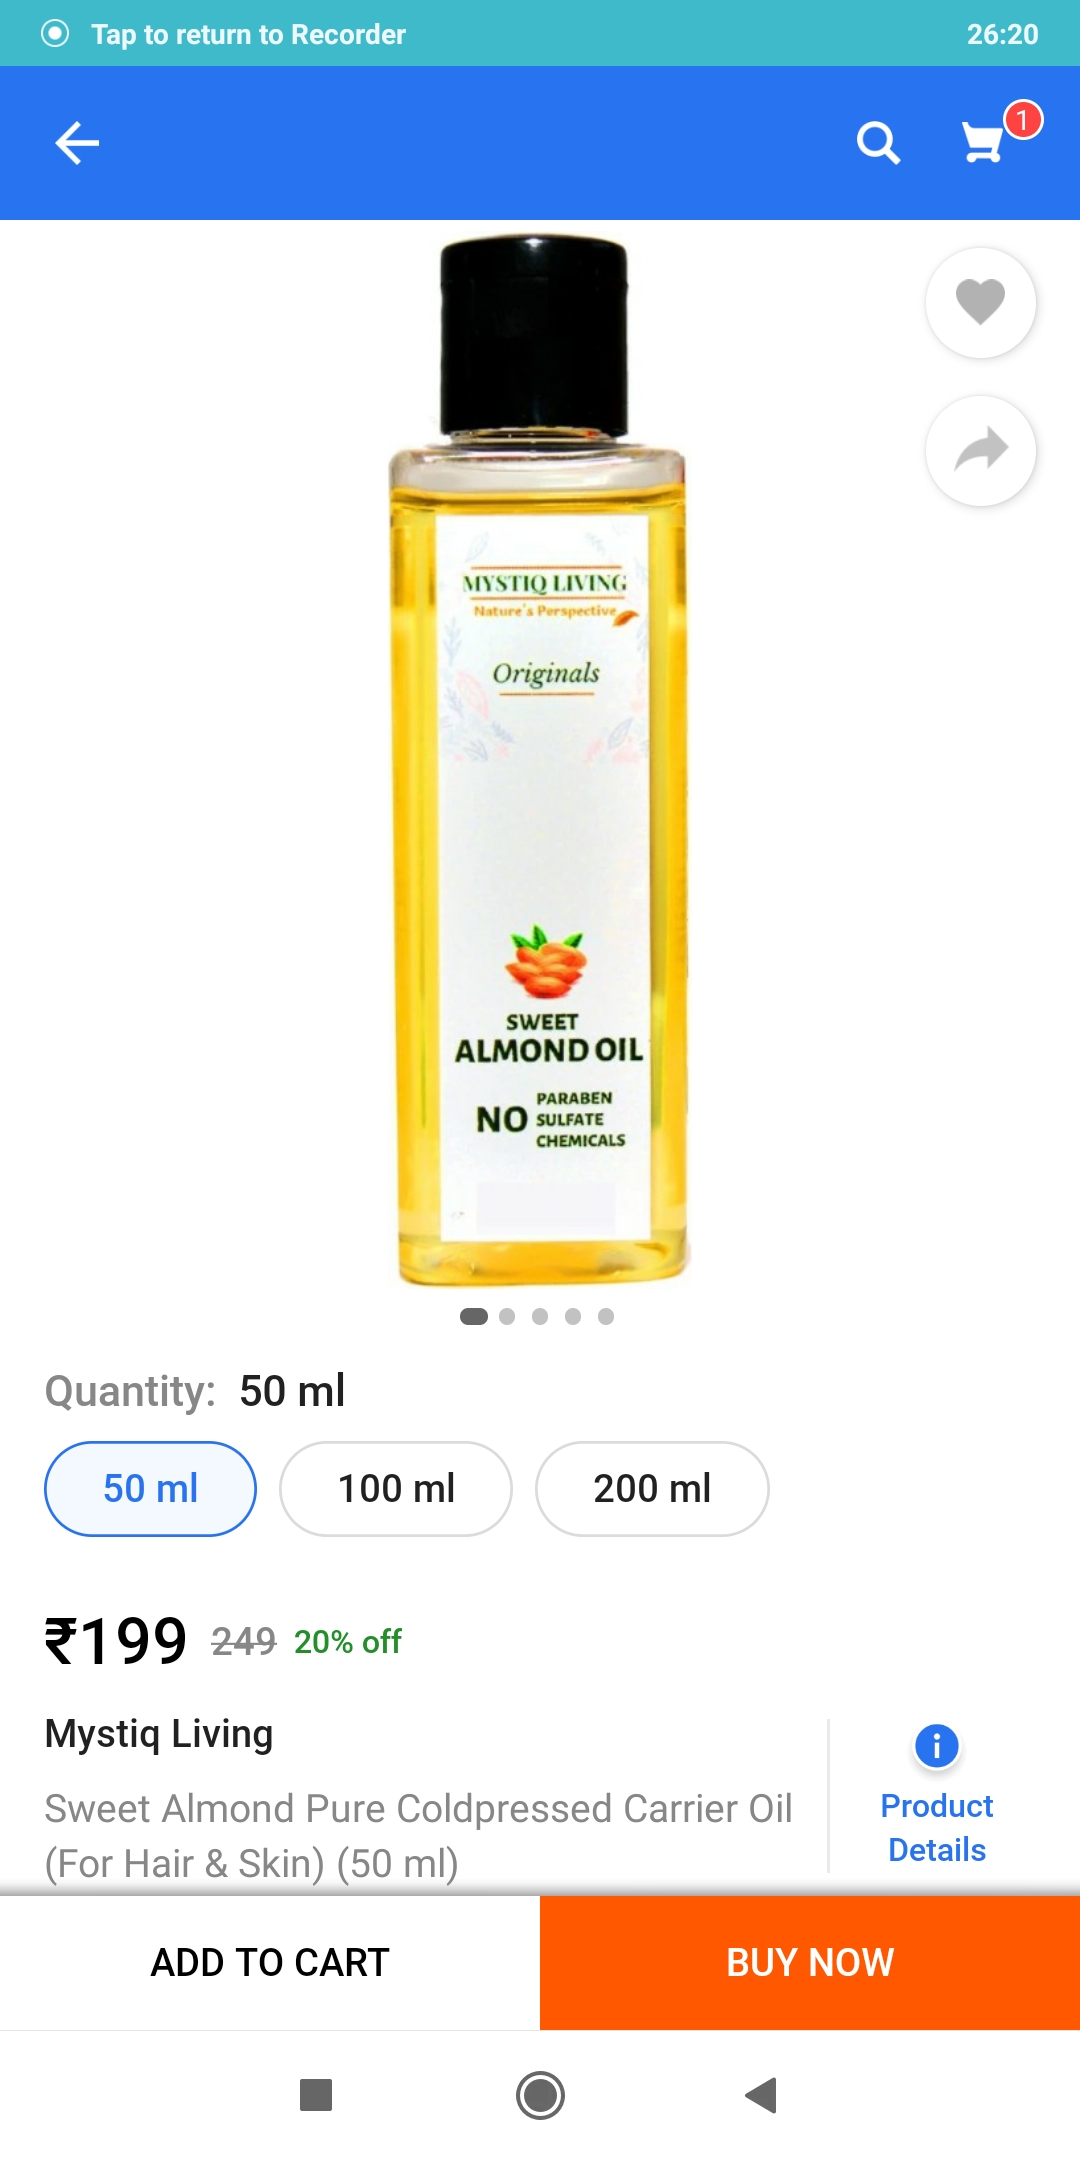 Tap to return to Recorder 26:20
1
MYSTIQ LIVING
Nature's Perspective
Originals
SWEET
ALMOND OIL
NO PARABEN
SULFATE
CHEMICALS
Quantity: 50 ml
50 ml 100 ml 200 ml
₹199 249 20% off
Mystiq Living
Sweet Almond Pure Coldpressed Carrier Oil
(For Hair & Skin) (50 ml)
Product
Details
ADD TO CART BUY NOW